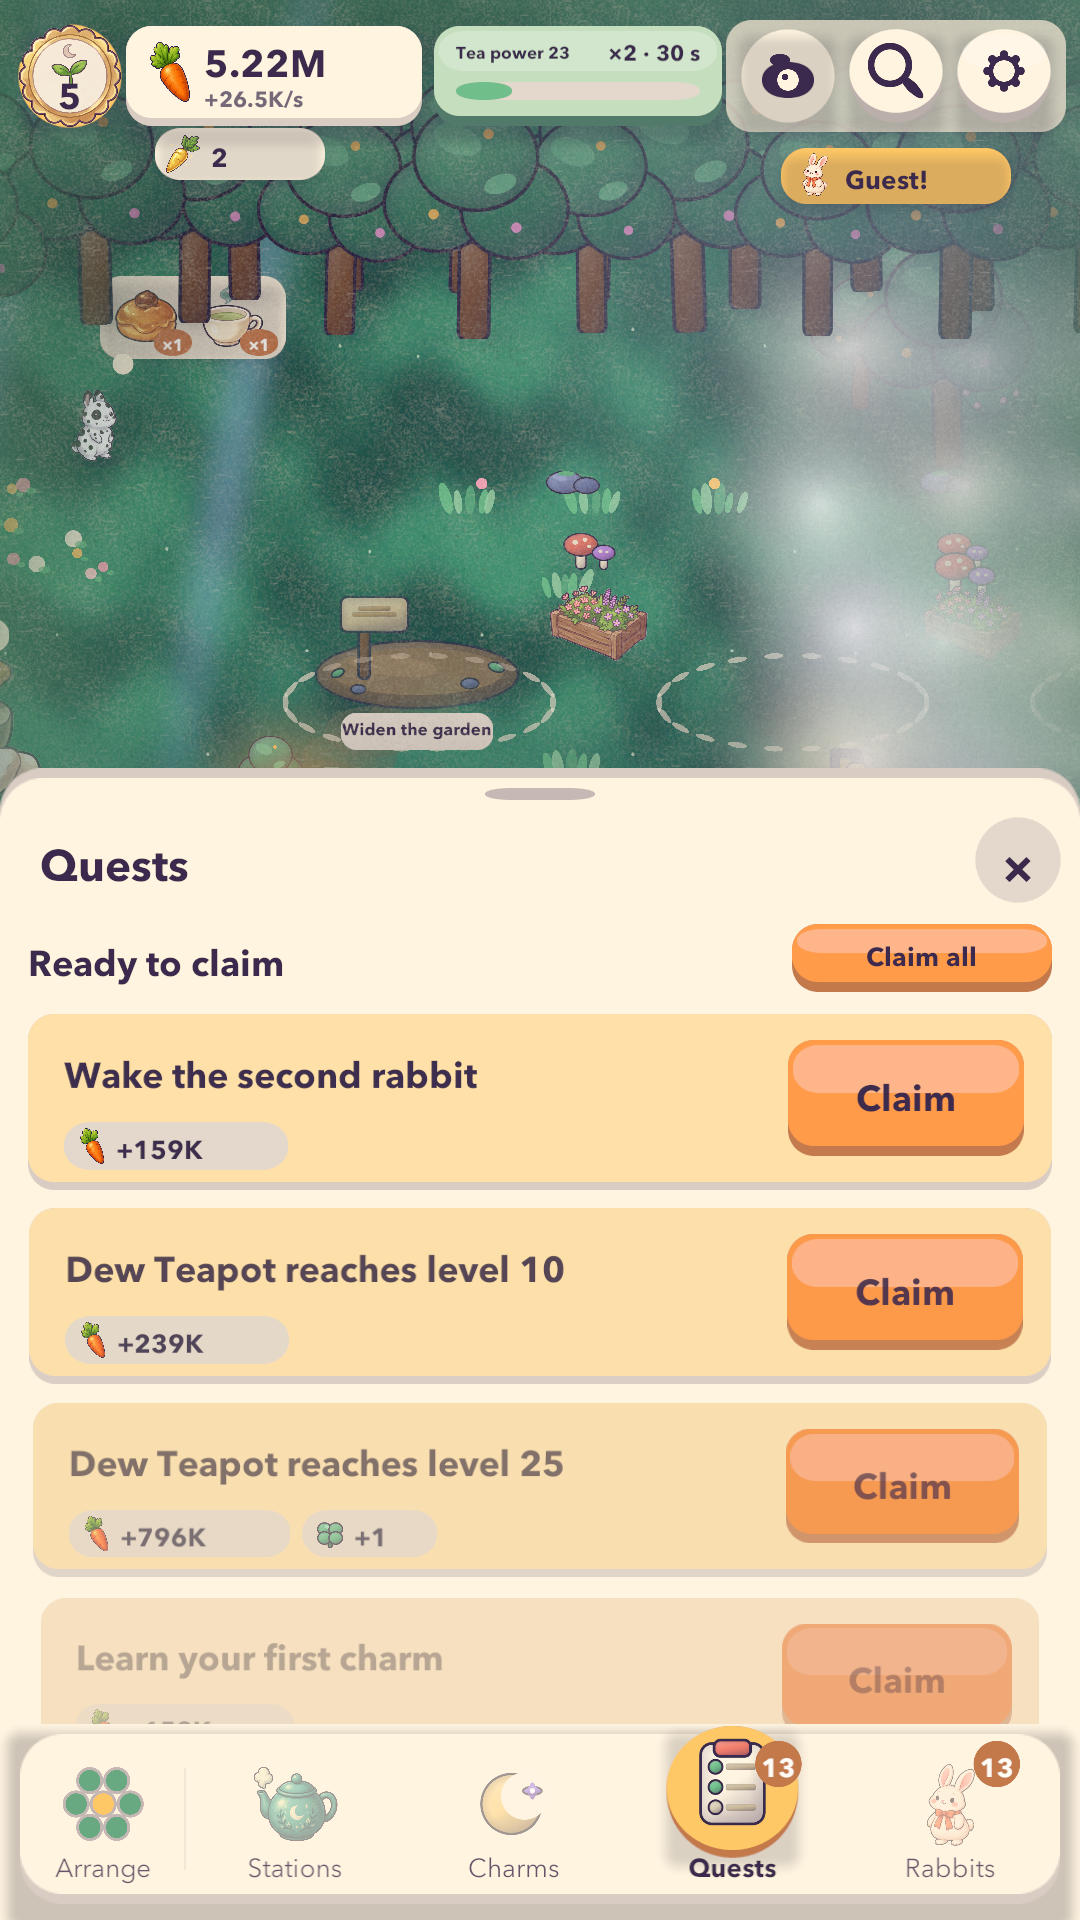 5
5.22M
+26.5K/s
Tea power 23
×2 · 30 s
2
Guest!
×1
×1
Widen the garden
Quests
×
Ready to claim
Claim all
Wake the second rabbit
+159K
Claim
Dew Teapot reaches level 10
+239K
Claim
Dew Teapot reaches level 25
+796K
+1
Claim
Learn your first charm
Claim
Arrange
Stations
Charms
13
Quests
13
Rabbits